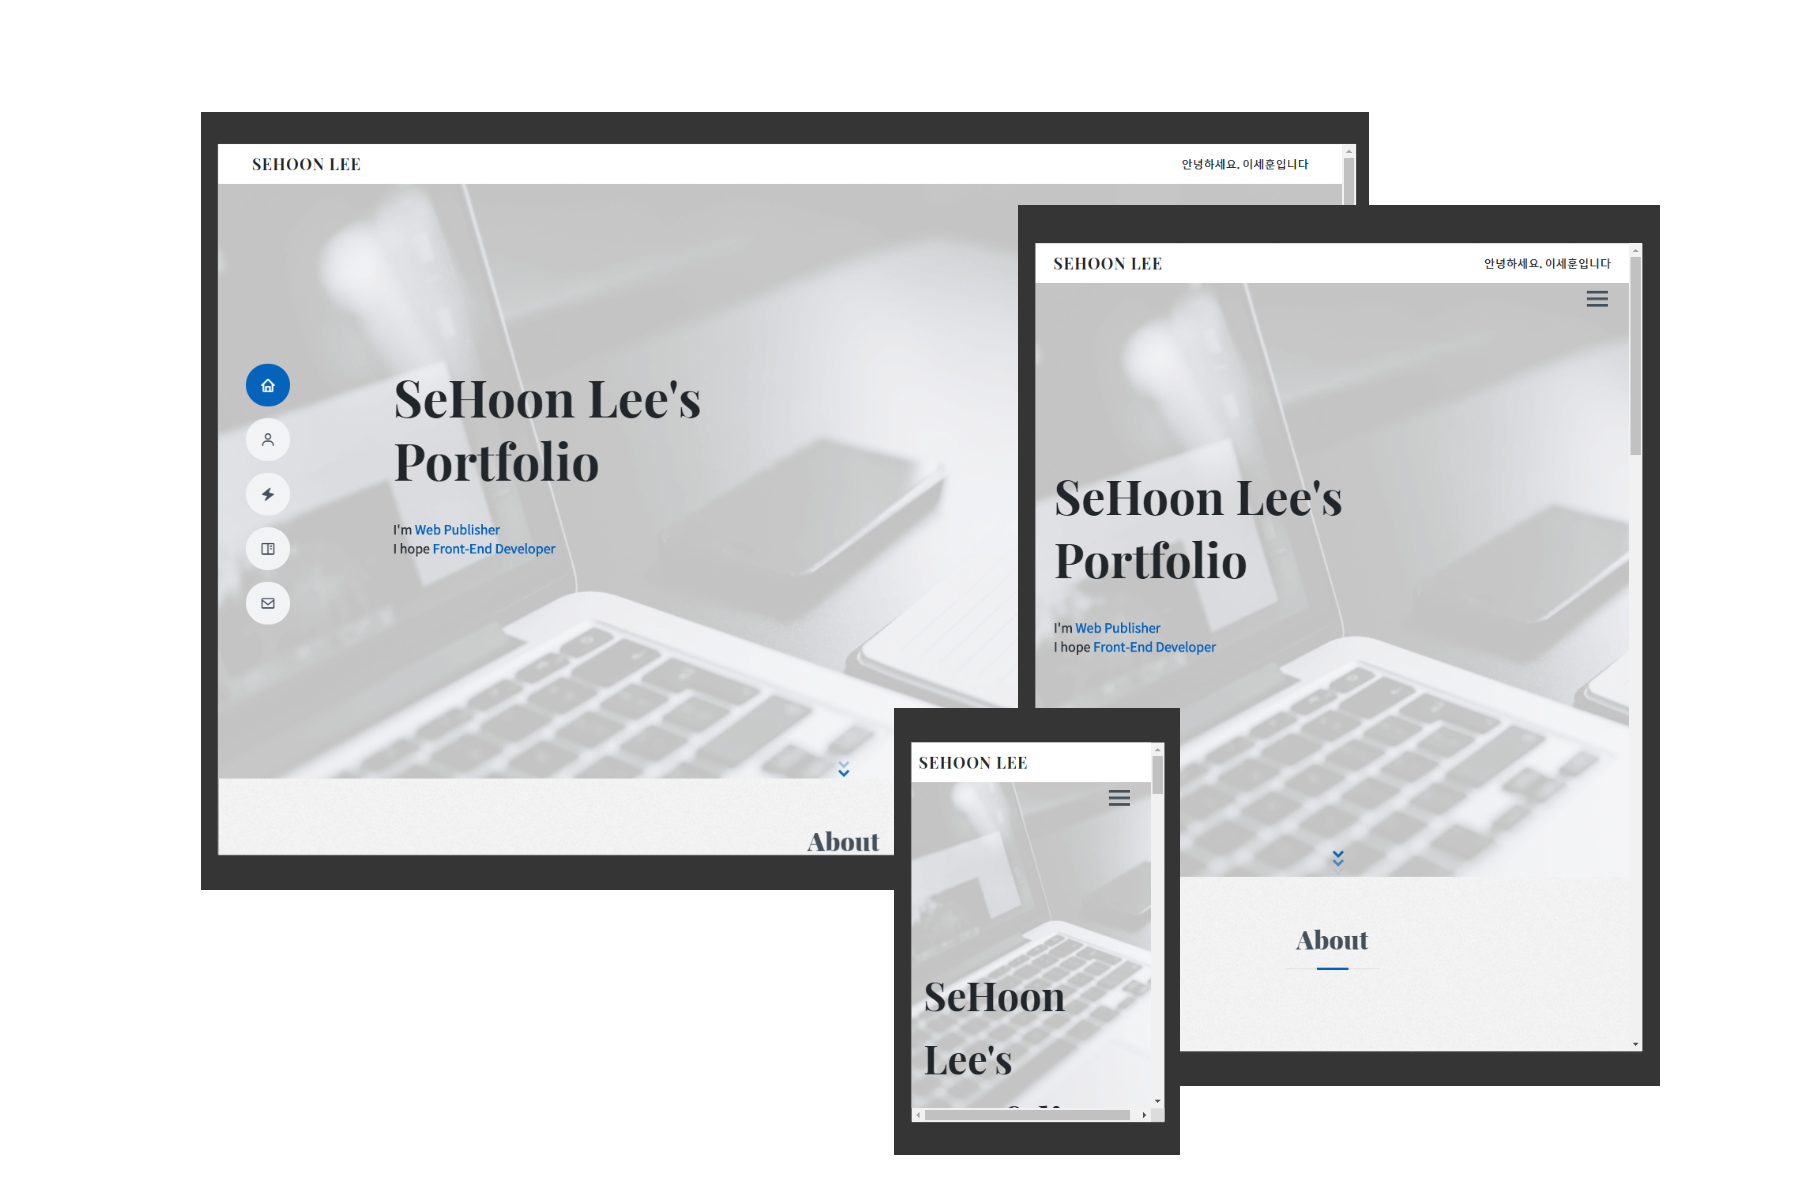 SEHOON LEE
안녕하세요. 이세훈입니다
SeHoon Lee's
Portfolio
I'm Web Publisher
I hope Front-End Developer
About
SEHOON LEE
안녕하세요. 이세훈입니다
SeHoon Lee's
Portfolio
I'm Web Publisher
I hope Front-End Developer
About
SEHOON LEE
SeHoon
Lee's